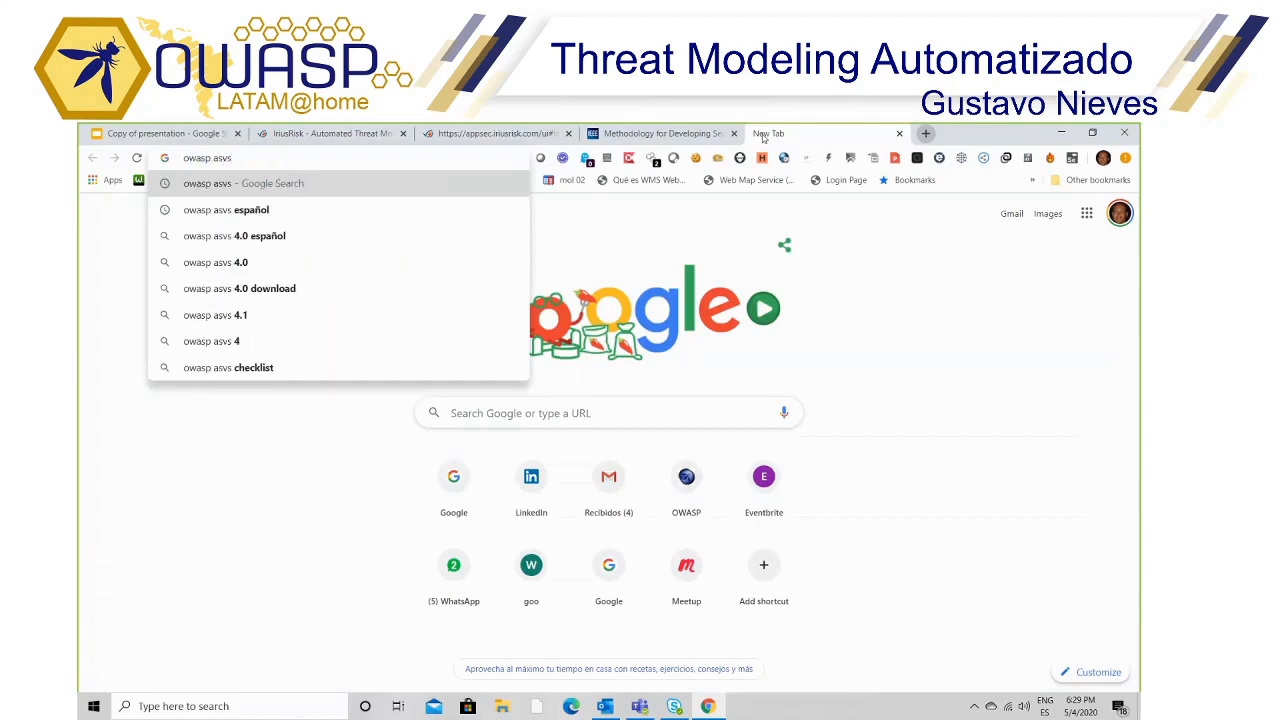 OWASP
LATAM@home
Threat Modeling Automatizado
Gustavo Nieves
Copy of presentation - Google S
IriusRisk - Automated Threat Mo
https://appsec.iriusrisk.com/ui#!
Methodology for Developing Se
New Tab
owasp asvs
owasp asvs - Google Search
owasp asvs español
owasp asvs 4.0 español
owasp asvs 4.0
owasp asvs 4.0 download
owasp asvs 4.1
owasp asvs 4
owasp asvs checklist
Apps
mol 02
Qué es WMS Web...
Web Map Service (...
Login Page
Bookmarks
»
Other bookmarks
Gmail
Images
Google
Search Google or type a URL
Google
LinkedIn
Recibidos (4)
OWASP
Eventbrite
(5) WhatsApp
goo
Google
Meetup
Add shortcut
Aprovecha al máximo tu tiempo en casa con recetas, ejercicios, consejos y más
Customize
Type here to search
ENG
ES
6:29 PM
5/4/2020
18